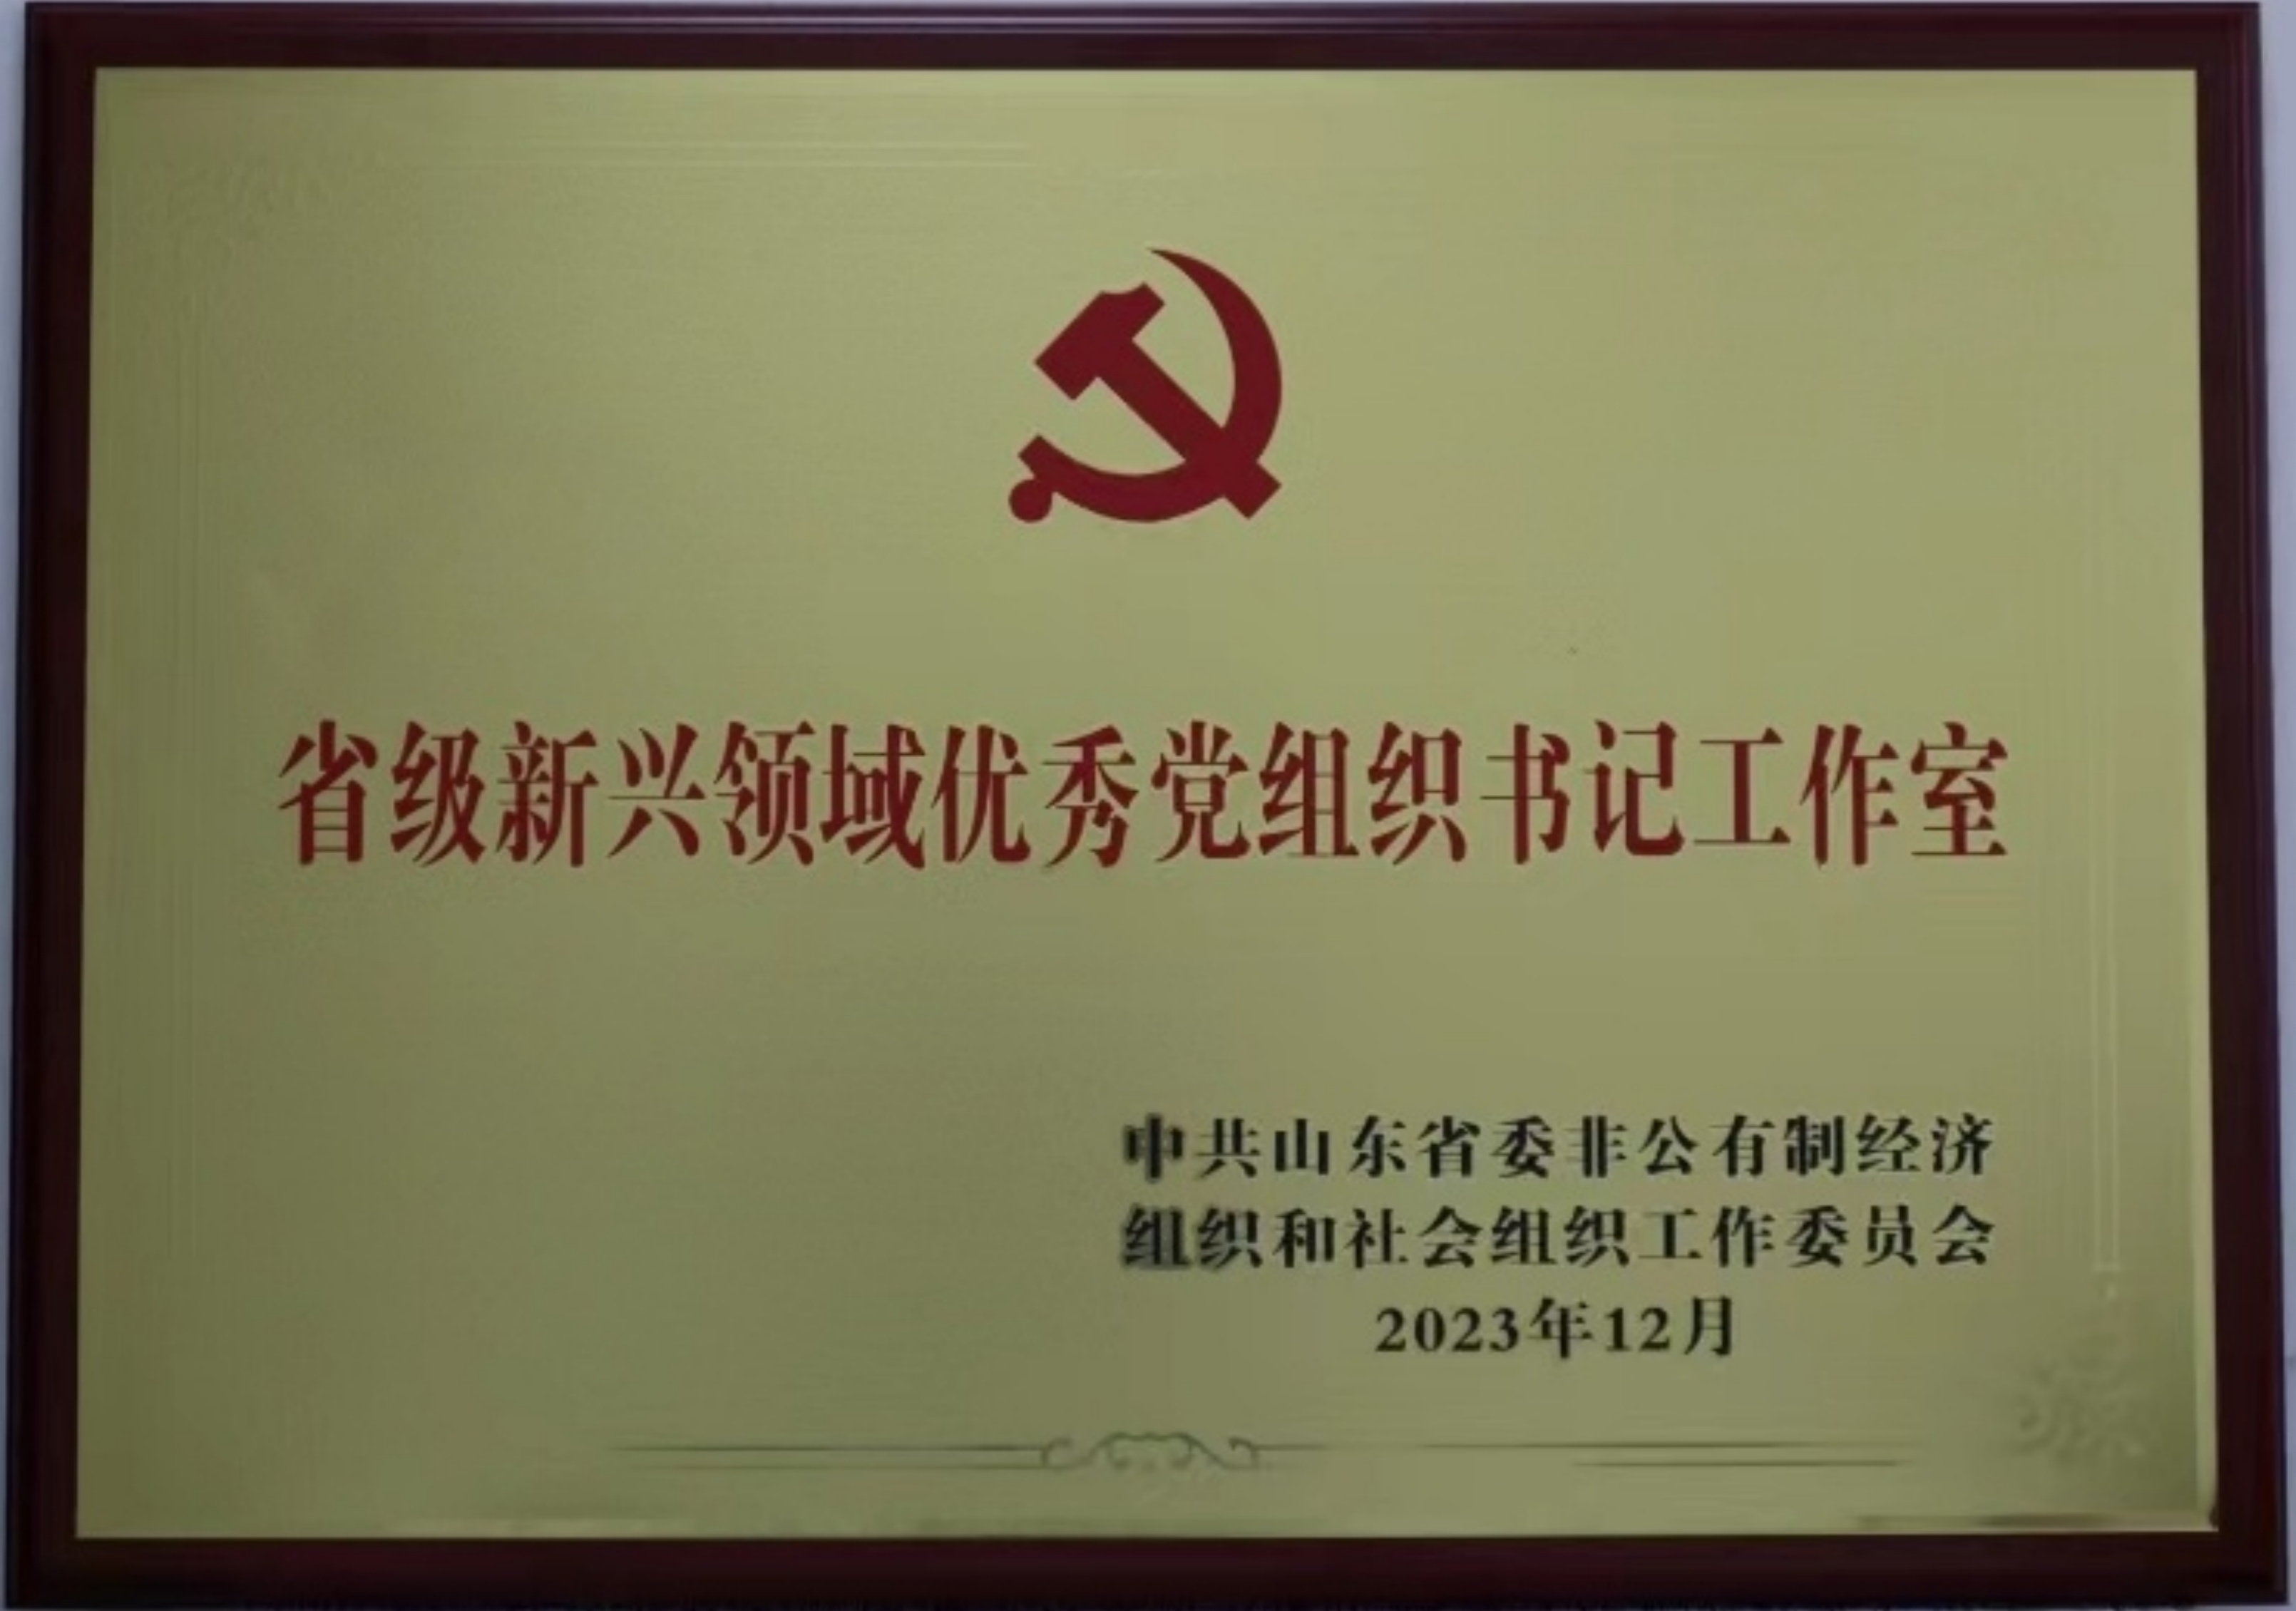 省级新兴领域优秀党组织书记工作室
中共山东省委非公有制经济
组织和社会组织工作委员会
2023年12月